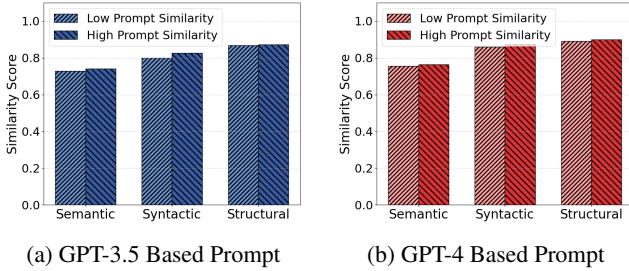 Low Prompt Similarity
High Prompt Similarity
Similarity Score
1.0
0.8
0.6
0.4
0.2
0.0
Semantic Syntactic Structural
(a) GPT-3.5 Based Prompt
Low Prompt Similarity
High Prompt Similarity
Similarity Score
1.0
0.8
0.6
0.4
0.2
0.0
Semantic Syntactic Structural
(b) GPT-4 Based Prompt